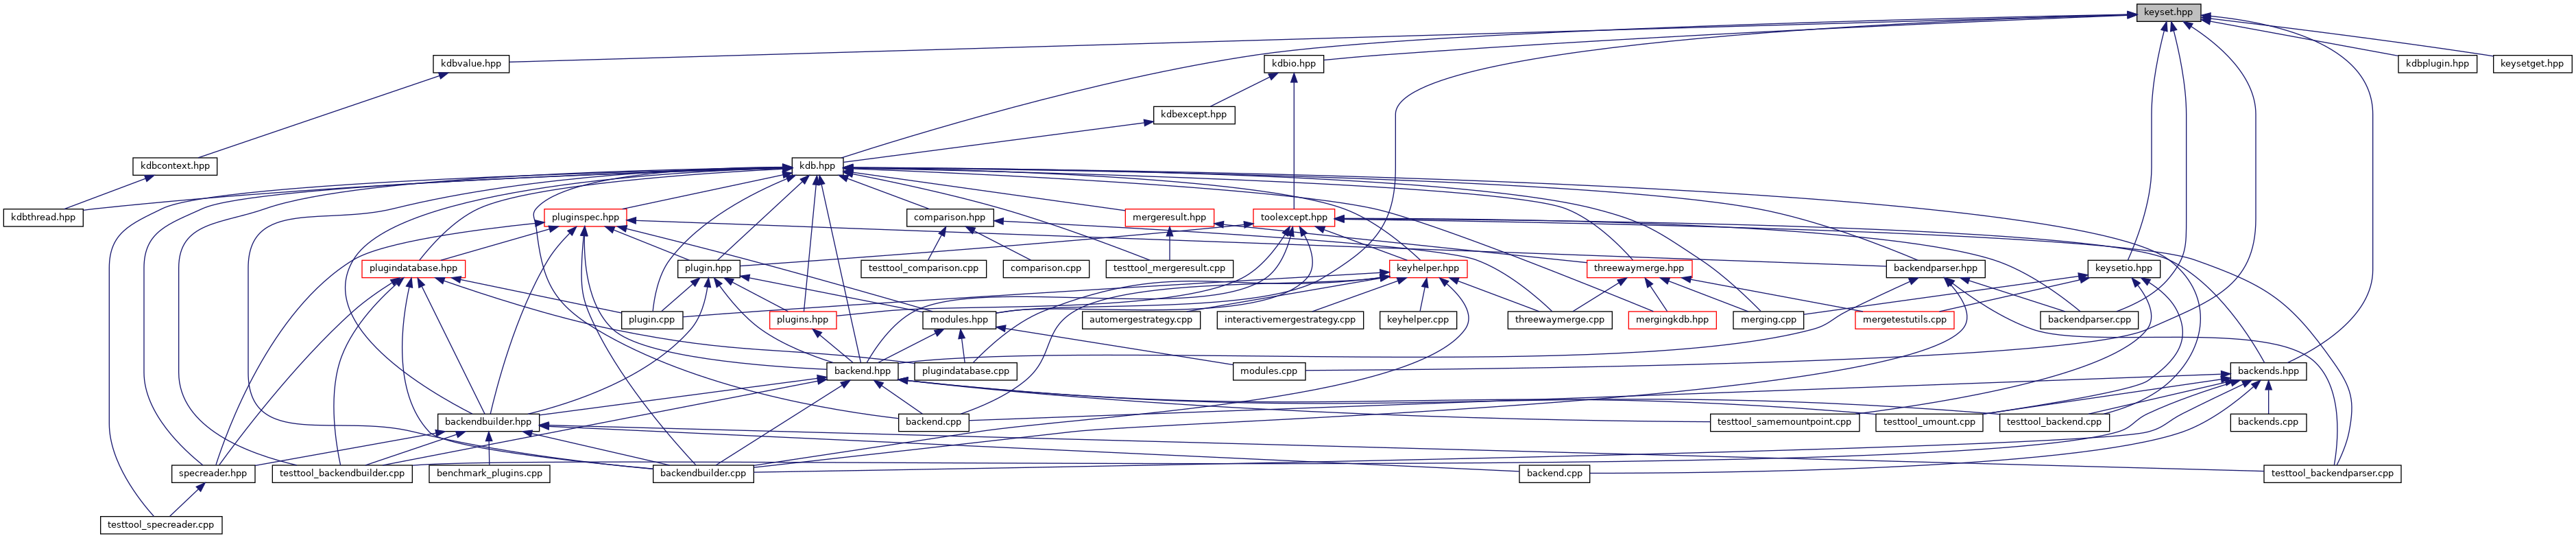 keyset.hpp
kdbvalue.hpp
kdbio.hpp
kdbplugin.hpp
keysetget.hpp
kdbexcept.hpp
kdbcontext.hpp
kdb.hpp
kdbthread.hpp
pluginspec.hpp
comparison.hpp
mergeresult.hpp
toolexcept.hpp
plugindatabase.hpp
plugin.hpp
testtool_comparison.cpp
comparison.cpp
testtool_mergeresult.cpp
keyhelper.hpp
threewaymerge.hpp
backendparser.hpp
keysetio.hpp
plugin.cpp
plugins.hpp
modules.hpp
automergestrategy.cpp
interactivemergestrategy.cpp
keyhelper.cpp
threewaymerge.cpp
mergingkdb.hpp
merging.cpp
mergetestutils.cpp
backendparser.cpp
backend.hpp
plugindatabase.cpp
modules.cpp
backends.hpp
backendbuilder.hpp
backend.cpp
testtool_samemountpoint.cpp
testtool_umount.cpp
testtool_backend.cpp
backends.cpp
specreader.hpp
testtool_backendbuilder.cpp
benchmark_plugins.cpp
backendbuilder.cpp
backend.cpp
testtool_backendparser.cpp
testtool_specreader.cpp